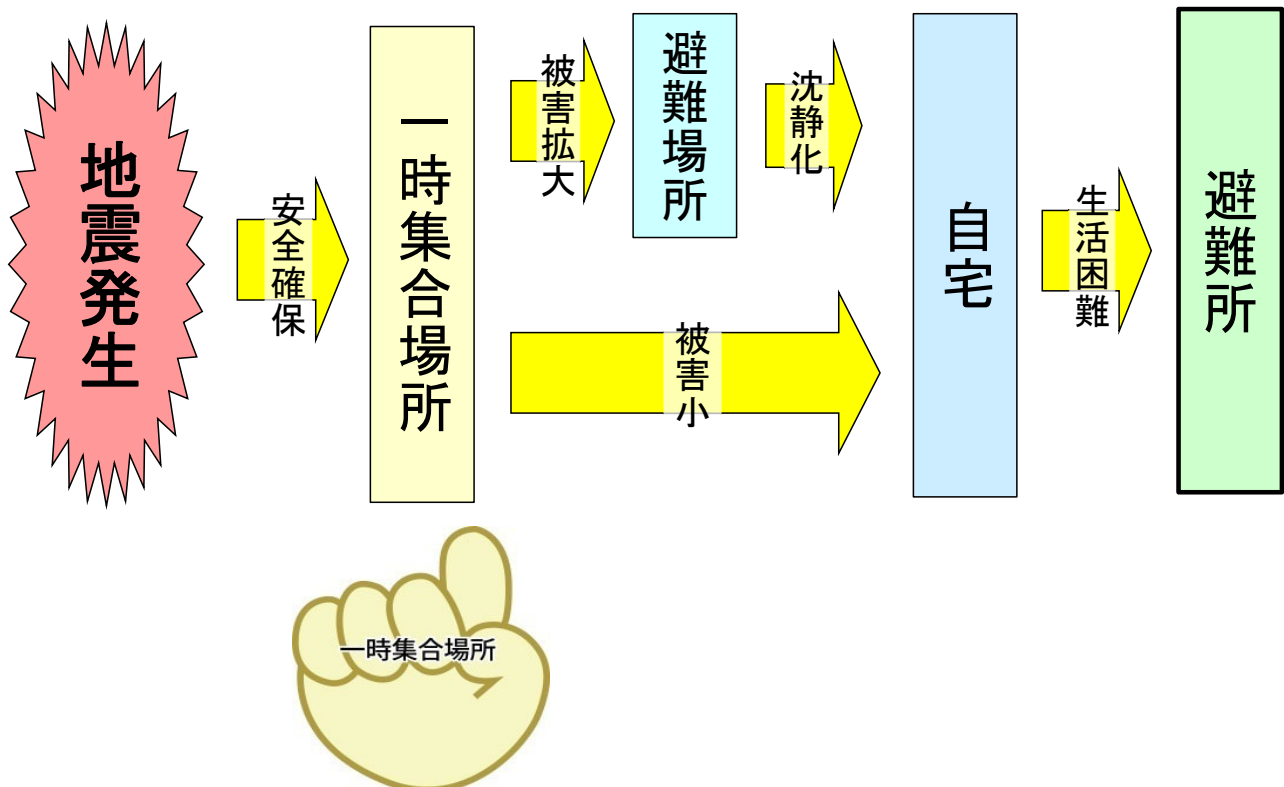 地震発生
安全確保
一時集合場所
被害拡大
避難場所
沈静化
被害小
自宅
生活困難
避難所
一時集合場所